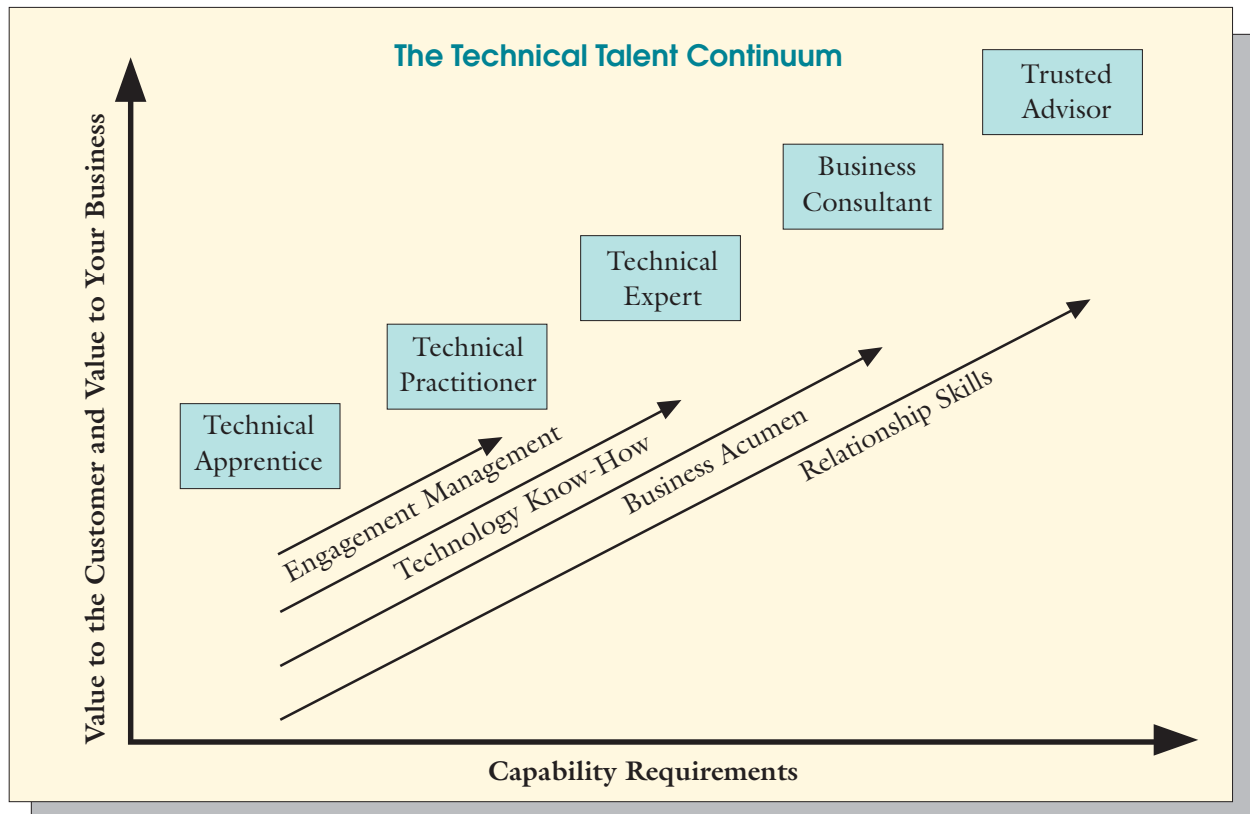 The Technical Talent Continuum
Value to the Customer and Value to Your Business
Trusted
Advisor
Business
Consultant
Technical
Expert
Technical
Practitioner
Technical
Apprentice
Engagement Management
Technology Know-How
Business Acumen
Relationship Skills
Capability Requirements